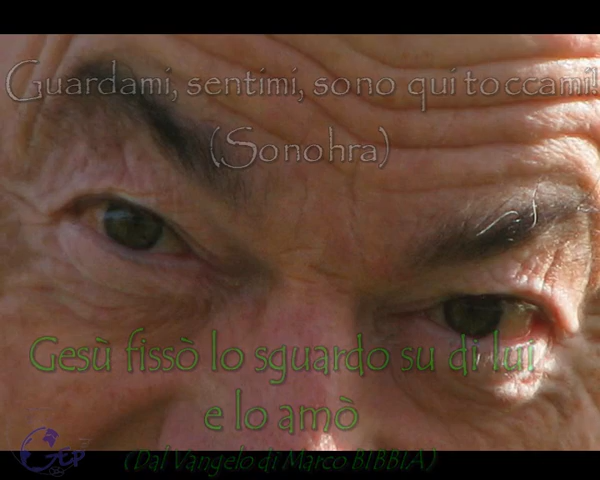 Guardami, sentimi, sono qui toccami!
(Sonohra)
Gesù fissò lo sguardo su di lui
e lo amò
(Dal Vangelo di Marco BIBBIA)